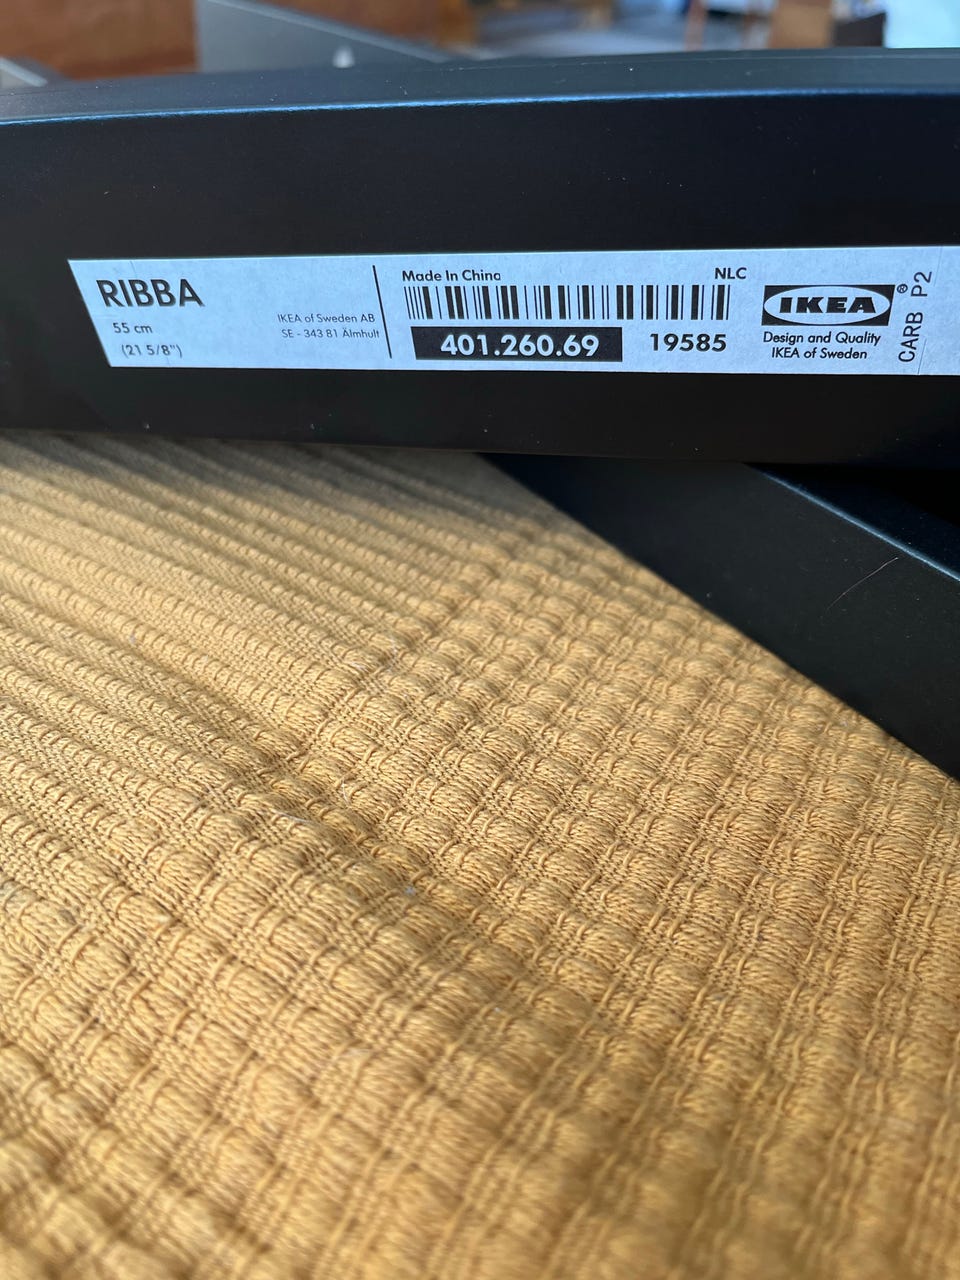 RIBBA
55 cm
(21 5/8")
IKEA of Sweden AB
SE - 343 81 Älmhult
Made In China
NLC
401.260.69
19585
IKEA®
Design and Quality
IKEA of Sweden
CARB P2